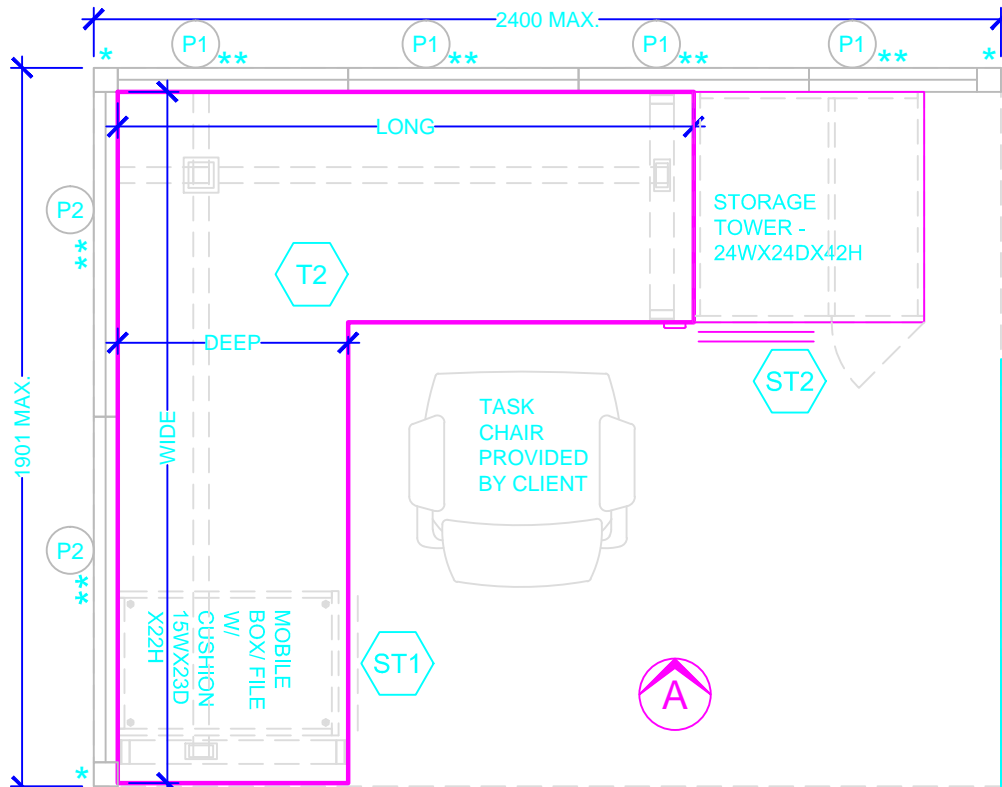 2400 MAX.
P1
P1
P1
P1
* ** ** ** ** *
LONG
P2
**
STORAGE
TOWER -
24WX24DX42H
T2
DEEP
ST2
1901 MAX.
WIDE
TASK
CHAIR
PROVIDED
BY CLIENT
P2
**
MOBILE
BOX/ FILE
W/
CUSHION
15WX23D
X22H
ST1
A
*